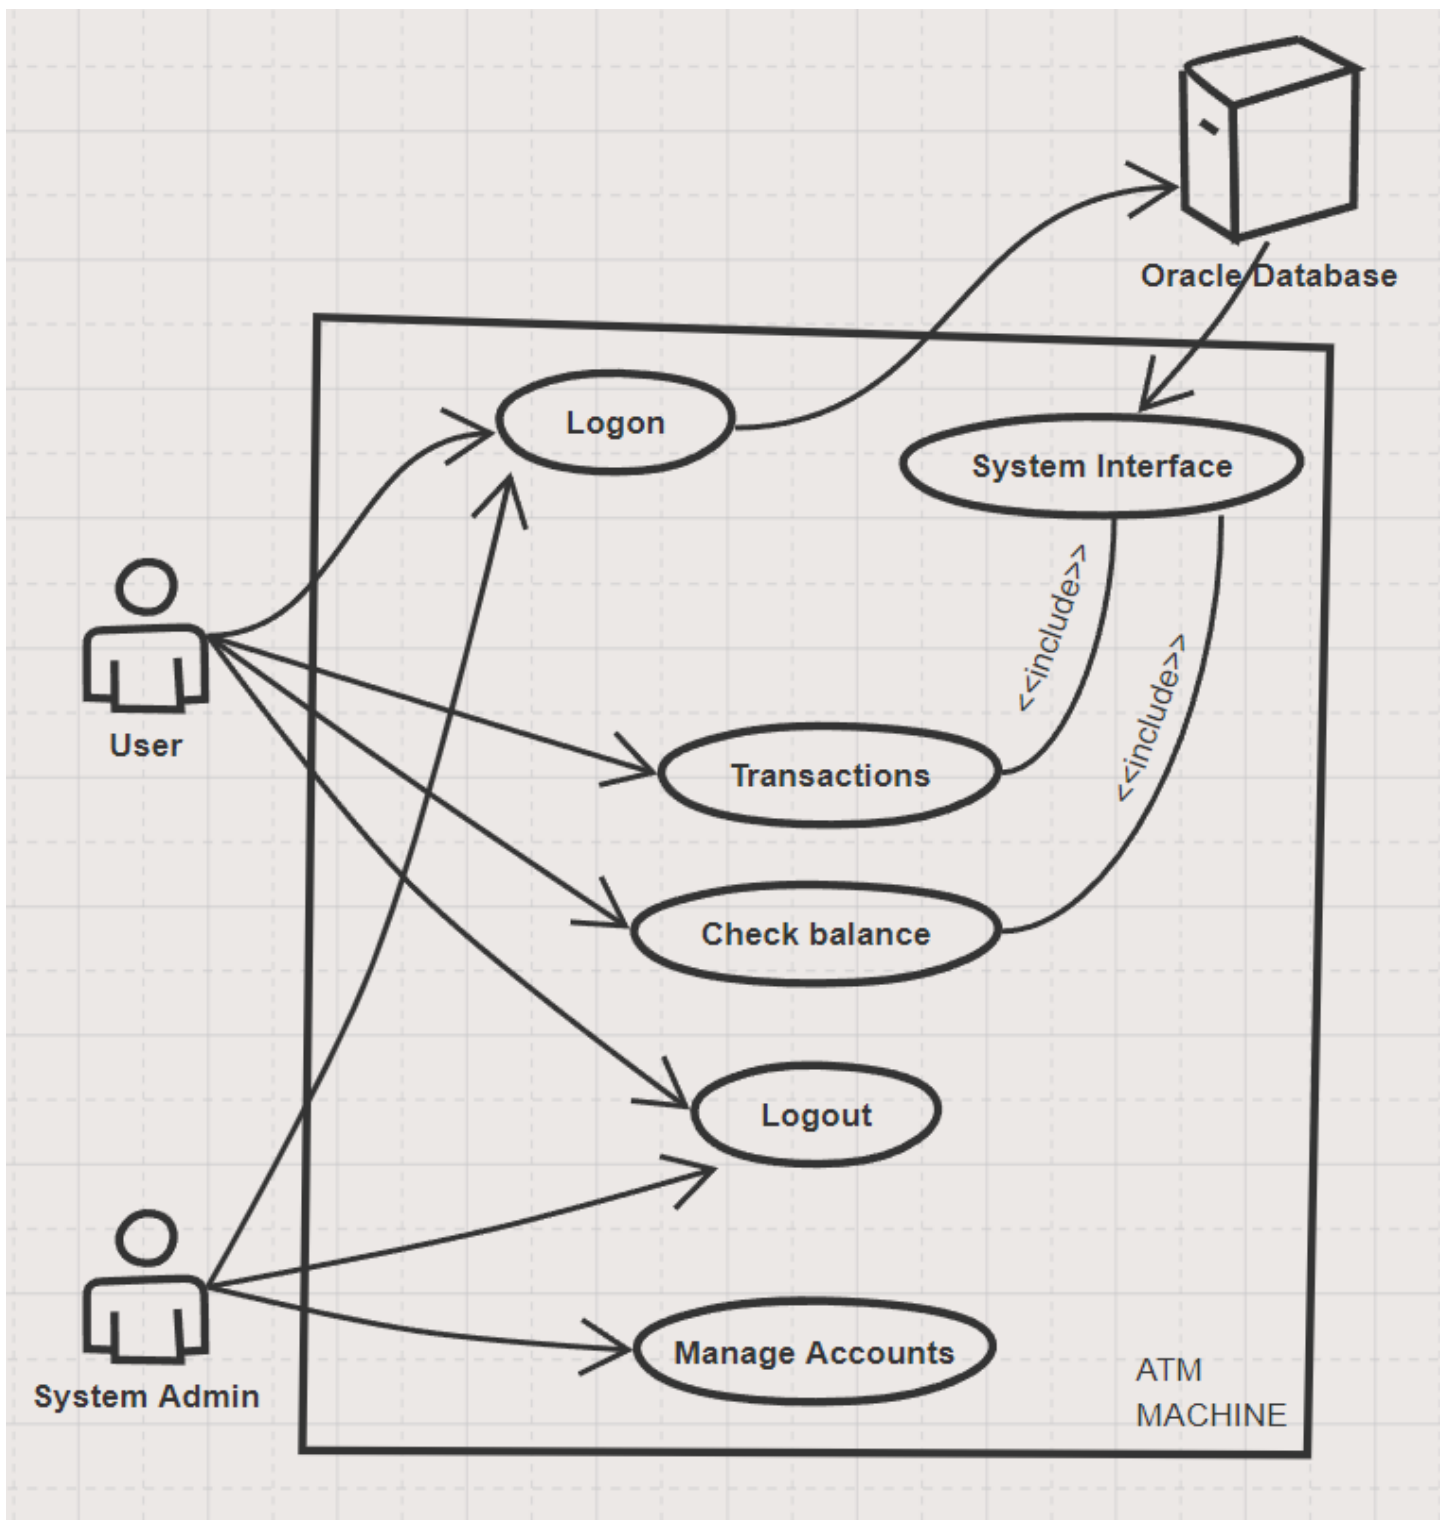 Oracle Database
Logon
System Interface
<<include>>
<<include>>
User
Transactions
Check balance
Logout
Manage Accounts
System Admin
ATM
MACHINE